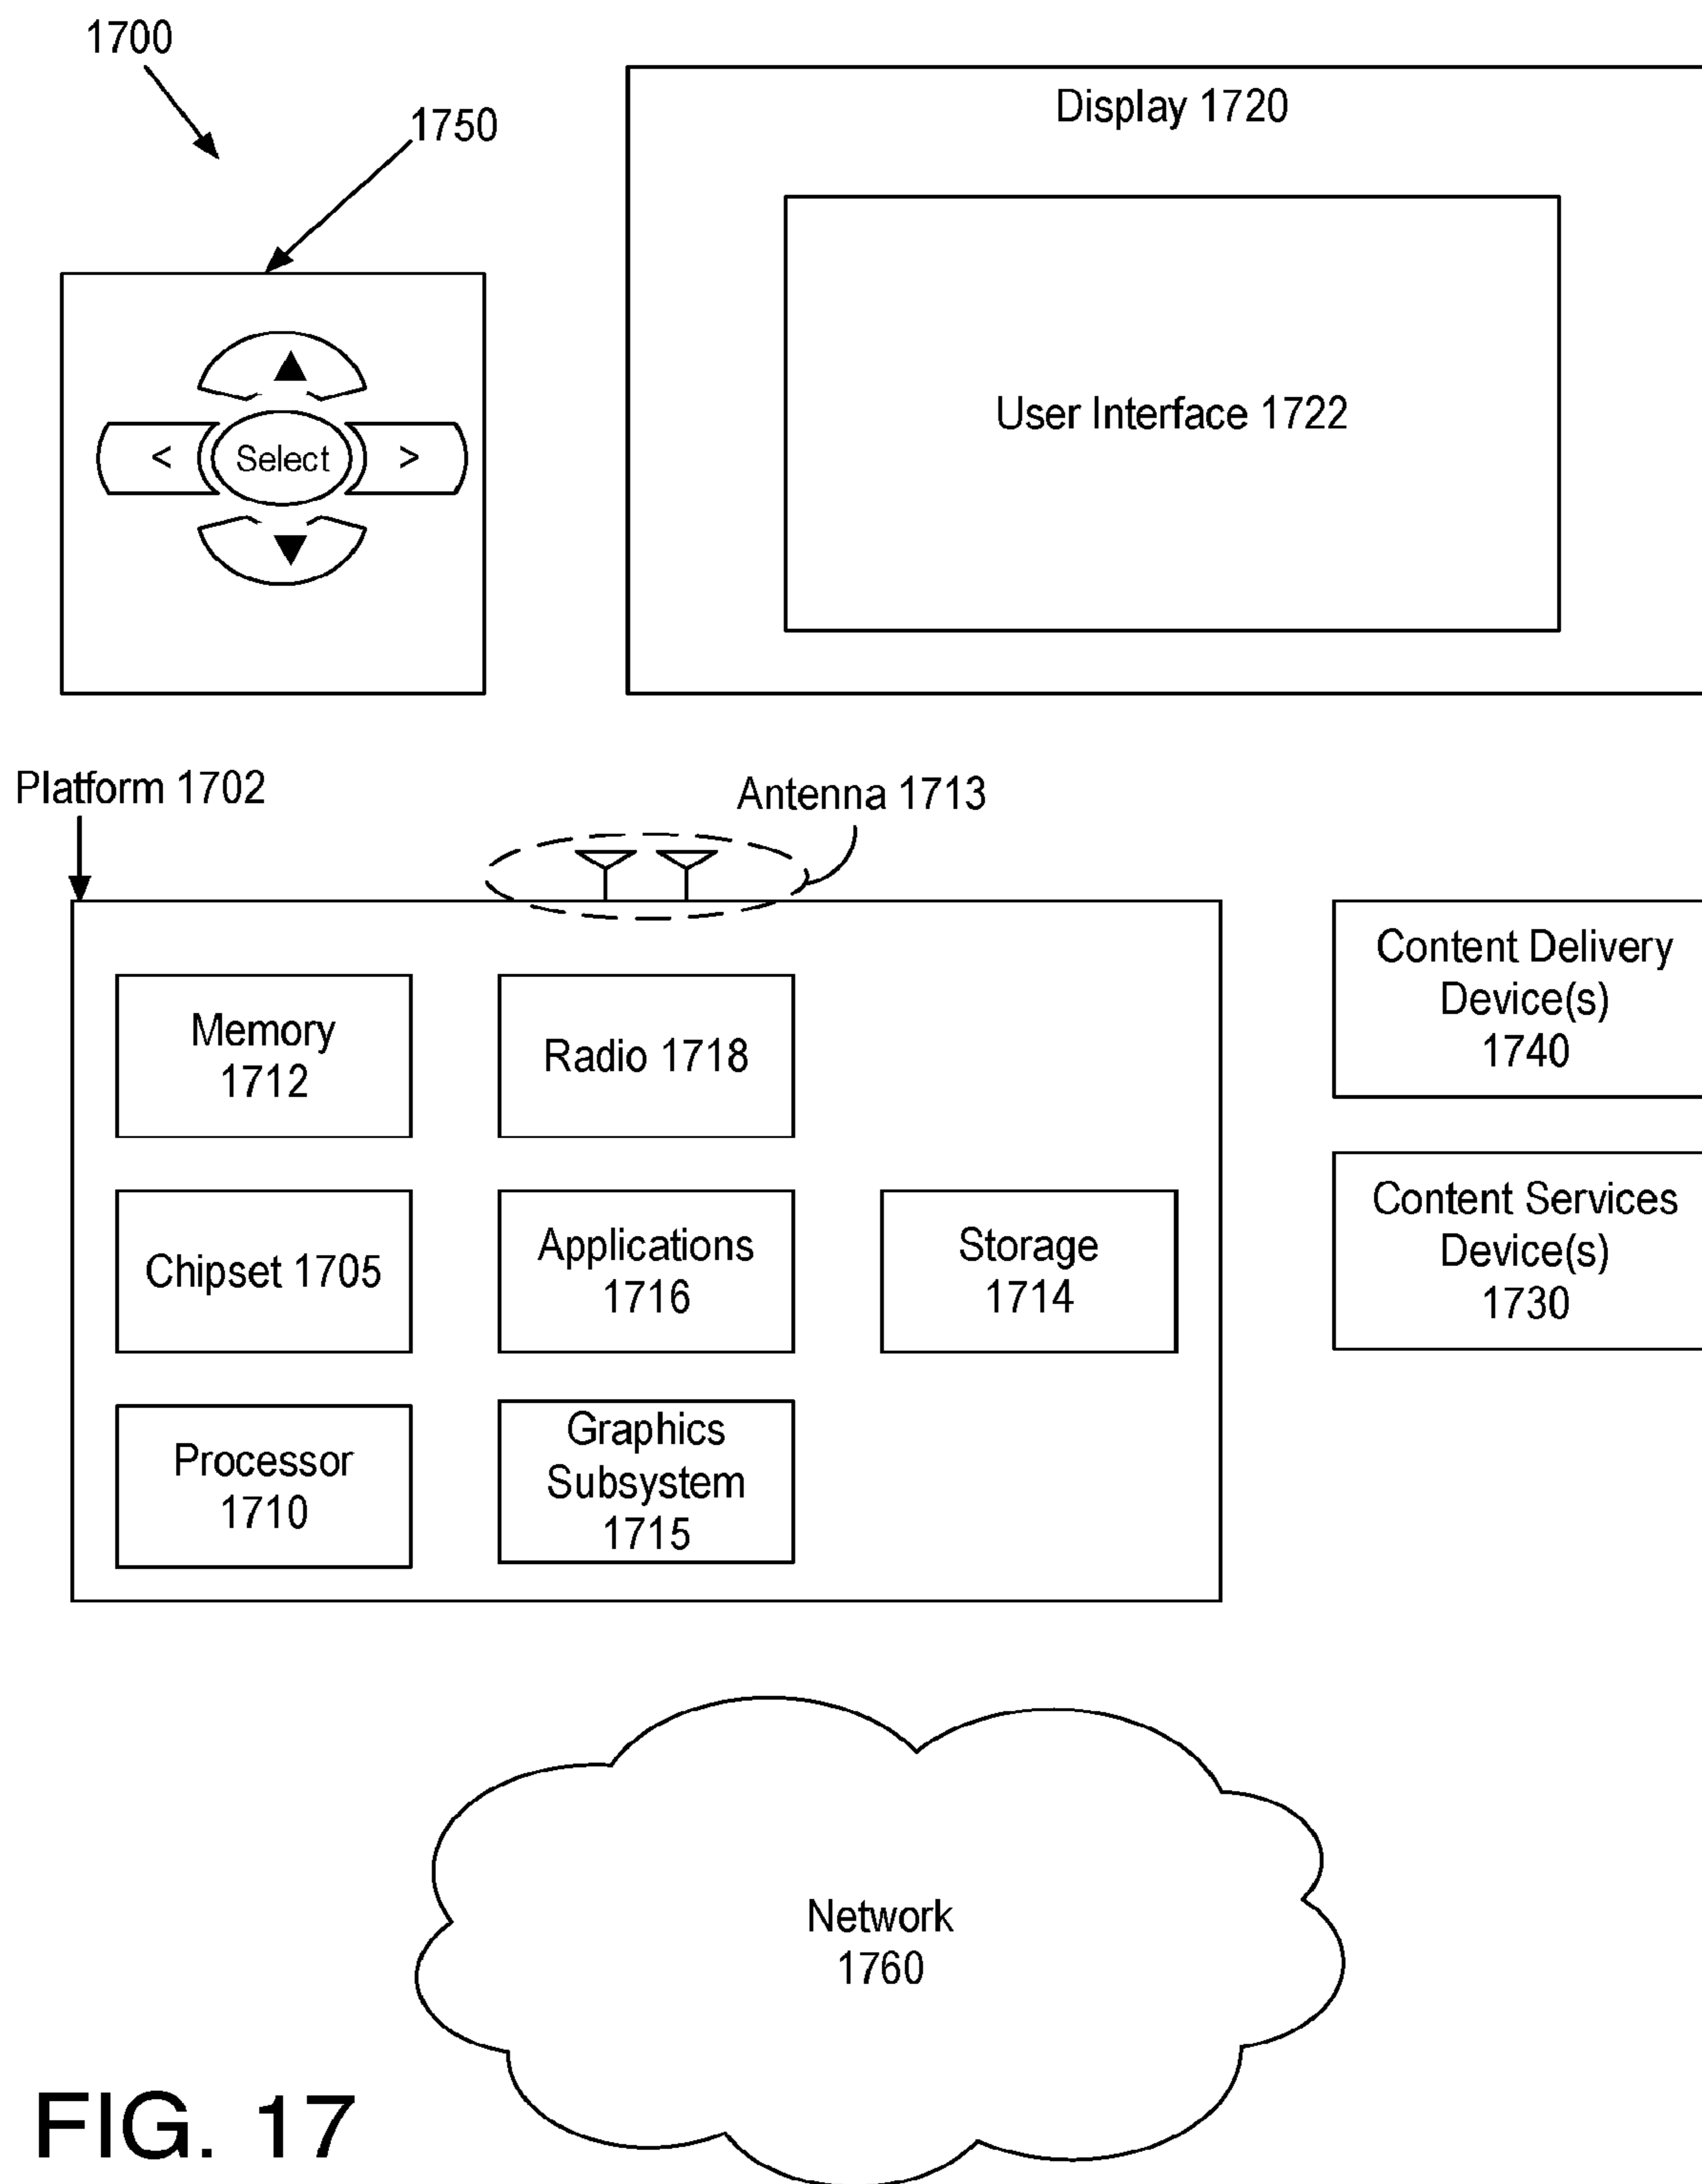 1700
1750
Display 1720
User Interface 1722
<
Select
>
Platform 1702
Antenna 1713
Memory
1712
Radio 1718
Content Delivery
Device(s)
1740
Chipset 1705
Applications
1716
Storage
1714
Content Services
Device(s)
1730
Processor
1710
Graphics
Subsystem
1715
Network
1760
FIG. 17